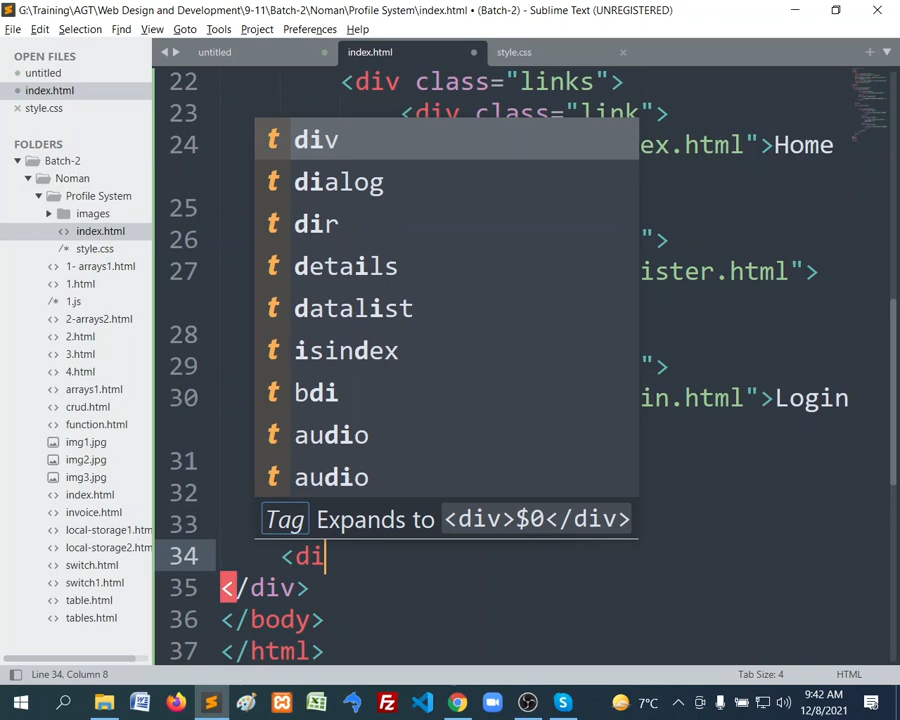 G:\Training\AGT\Web Design and Development\9-11\Batch-2\Noman\Profile System\index.html • (Batch-2) - Sublime Text (UNREGISTERED)
File Edit Selection Find View Goto Tools Project Preferences Help
OPEN FILES
untitled
index.html
style.css
FOLDERS
Batch-2
Noman
Profile System
images
index.html
style.css
1- arrays1.html
1.html
1.js
2-arrays2.html
2.html
3.html
4.html
arrays1.html
crud.html
function.html
img1.jpg
img2.jpg
img3.jpg
index.html
invoice.html
local-storage1.htm
local-storage2.htm
switch.html
switch1.html
table.html
tables.html
untitled index.html style.css
22 <div class="links">
23 <div class="link">
24 ex.html">Home
25
26 ">
27 ister.html">
28
29 ">
30 in.html">Login
31
32
33
34 <di
35 </div>
36 </body>
37 </html>
t div
t dialog
t dir
t details
t datalist
t isindex
t bdi
t audio
t audio
Tag Expands to <div>$0</div>
Line 34, Column 8 Tab Size: 4 HTML
7°C 9:42 AM
12/8/2021